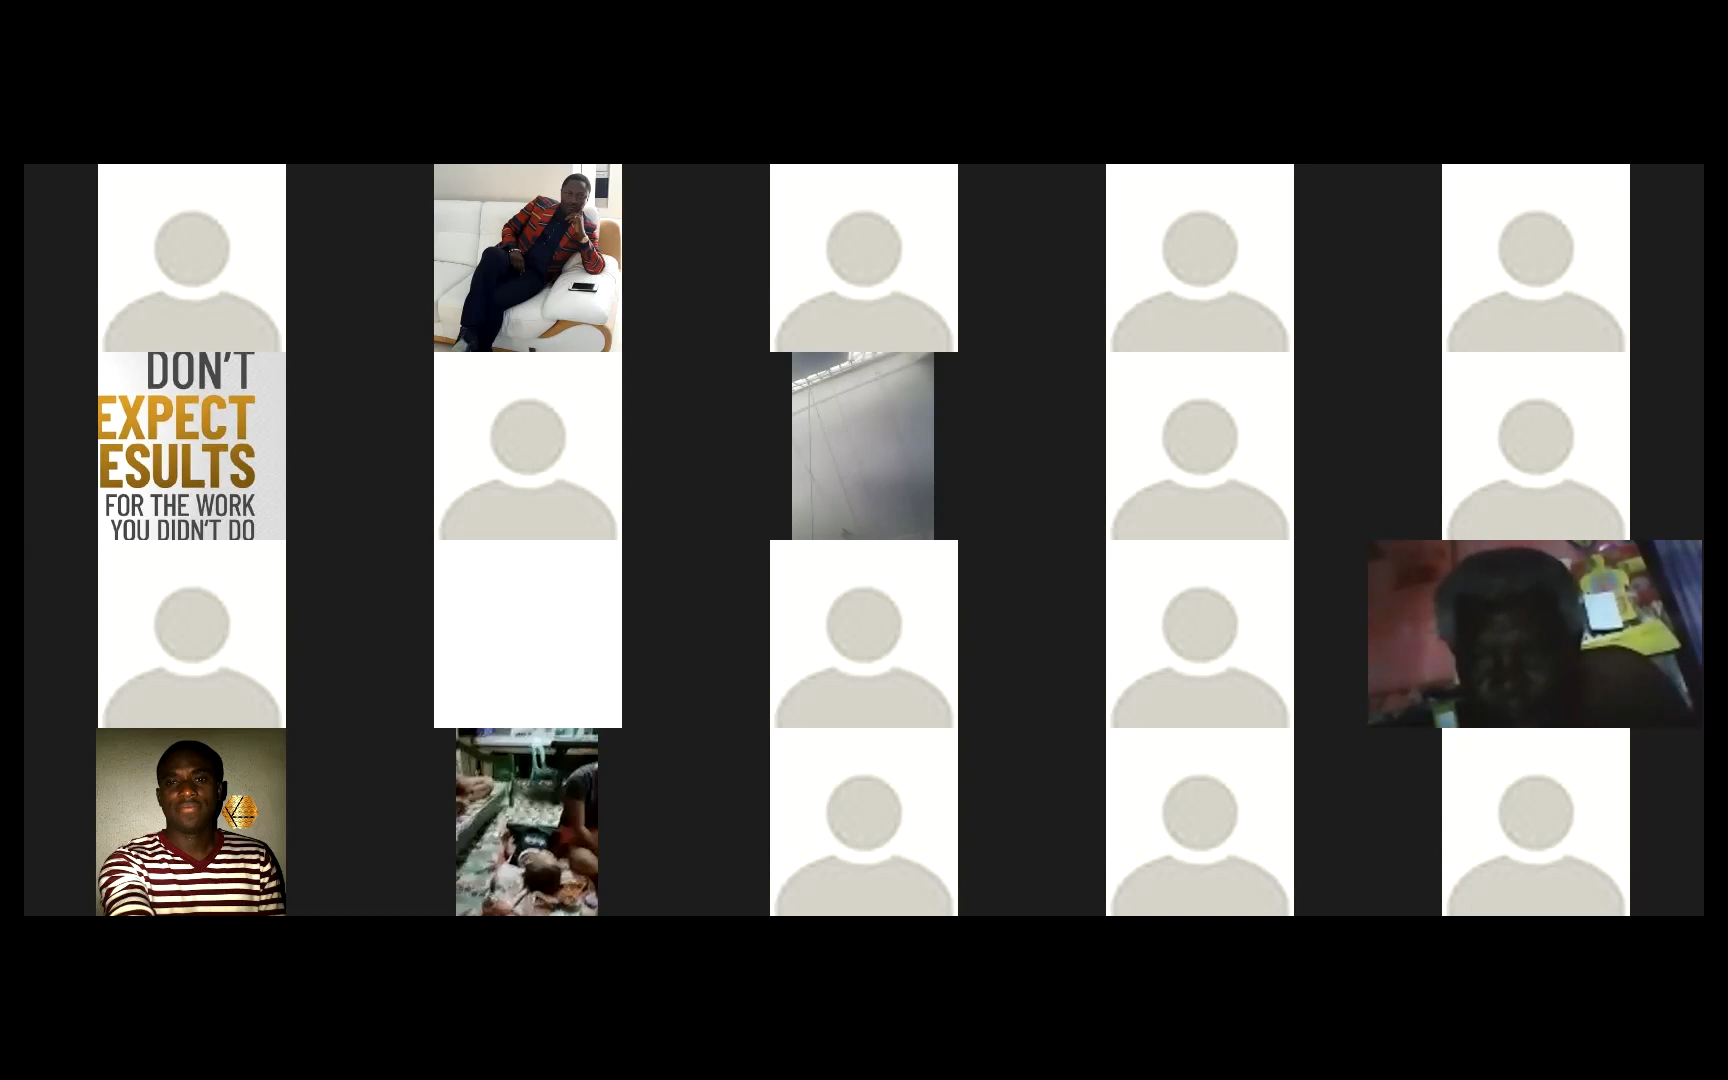 DON'T
EXPECT
ESULTS
FOR THE WORK
YOU DIDN'T DO